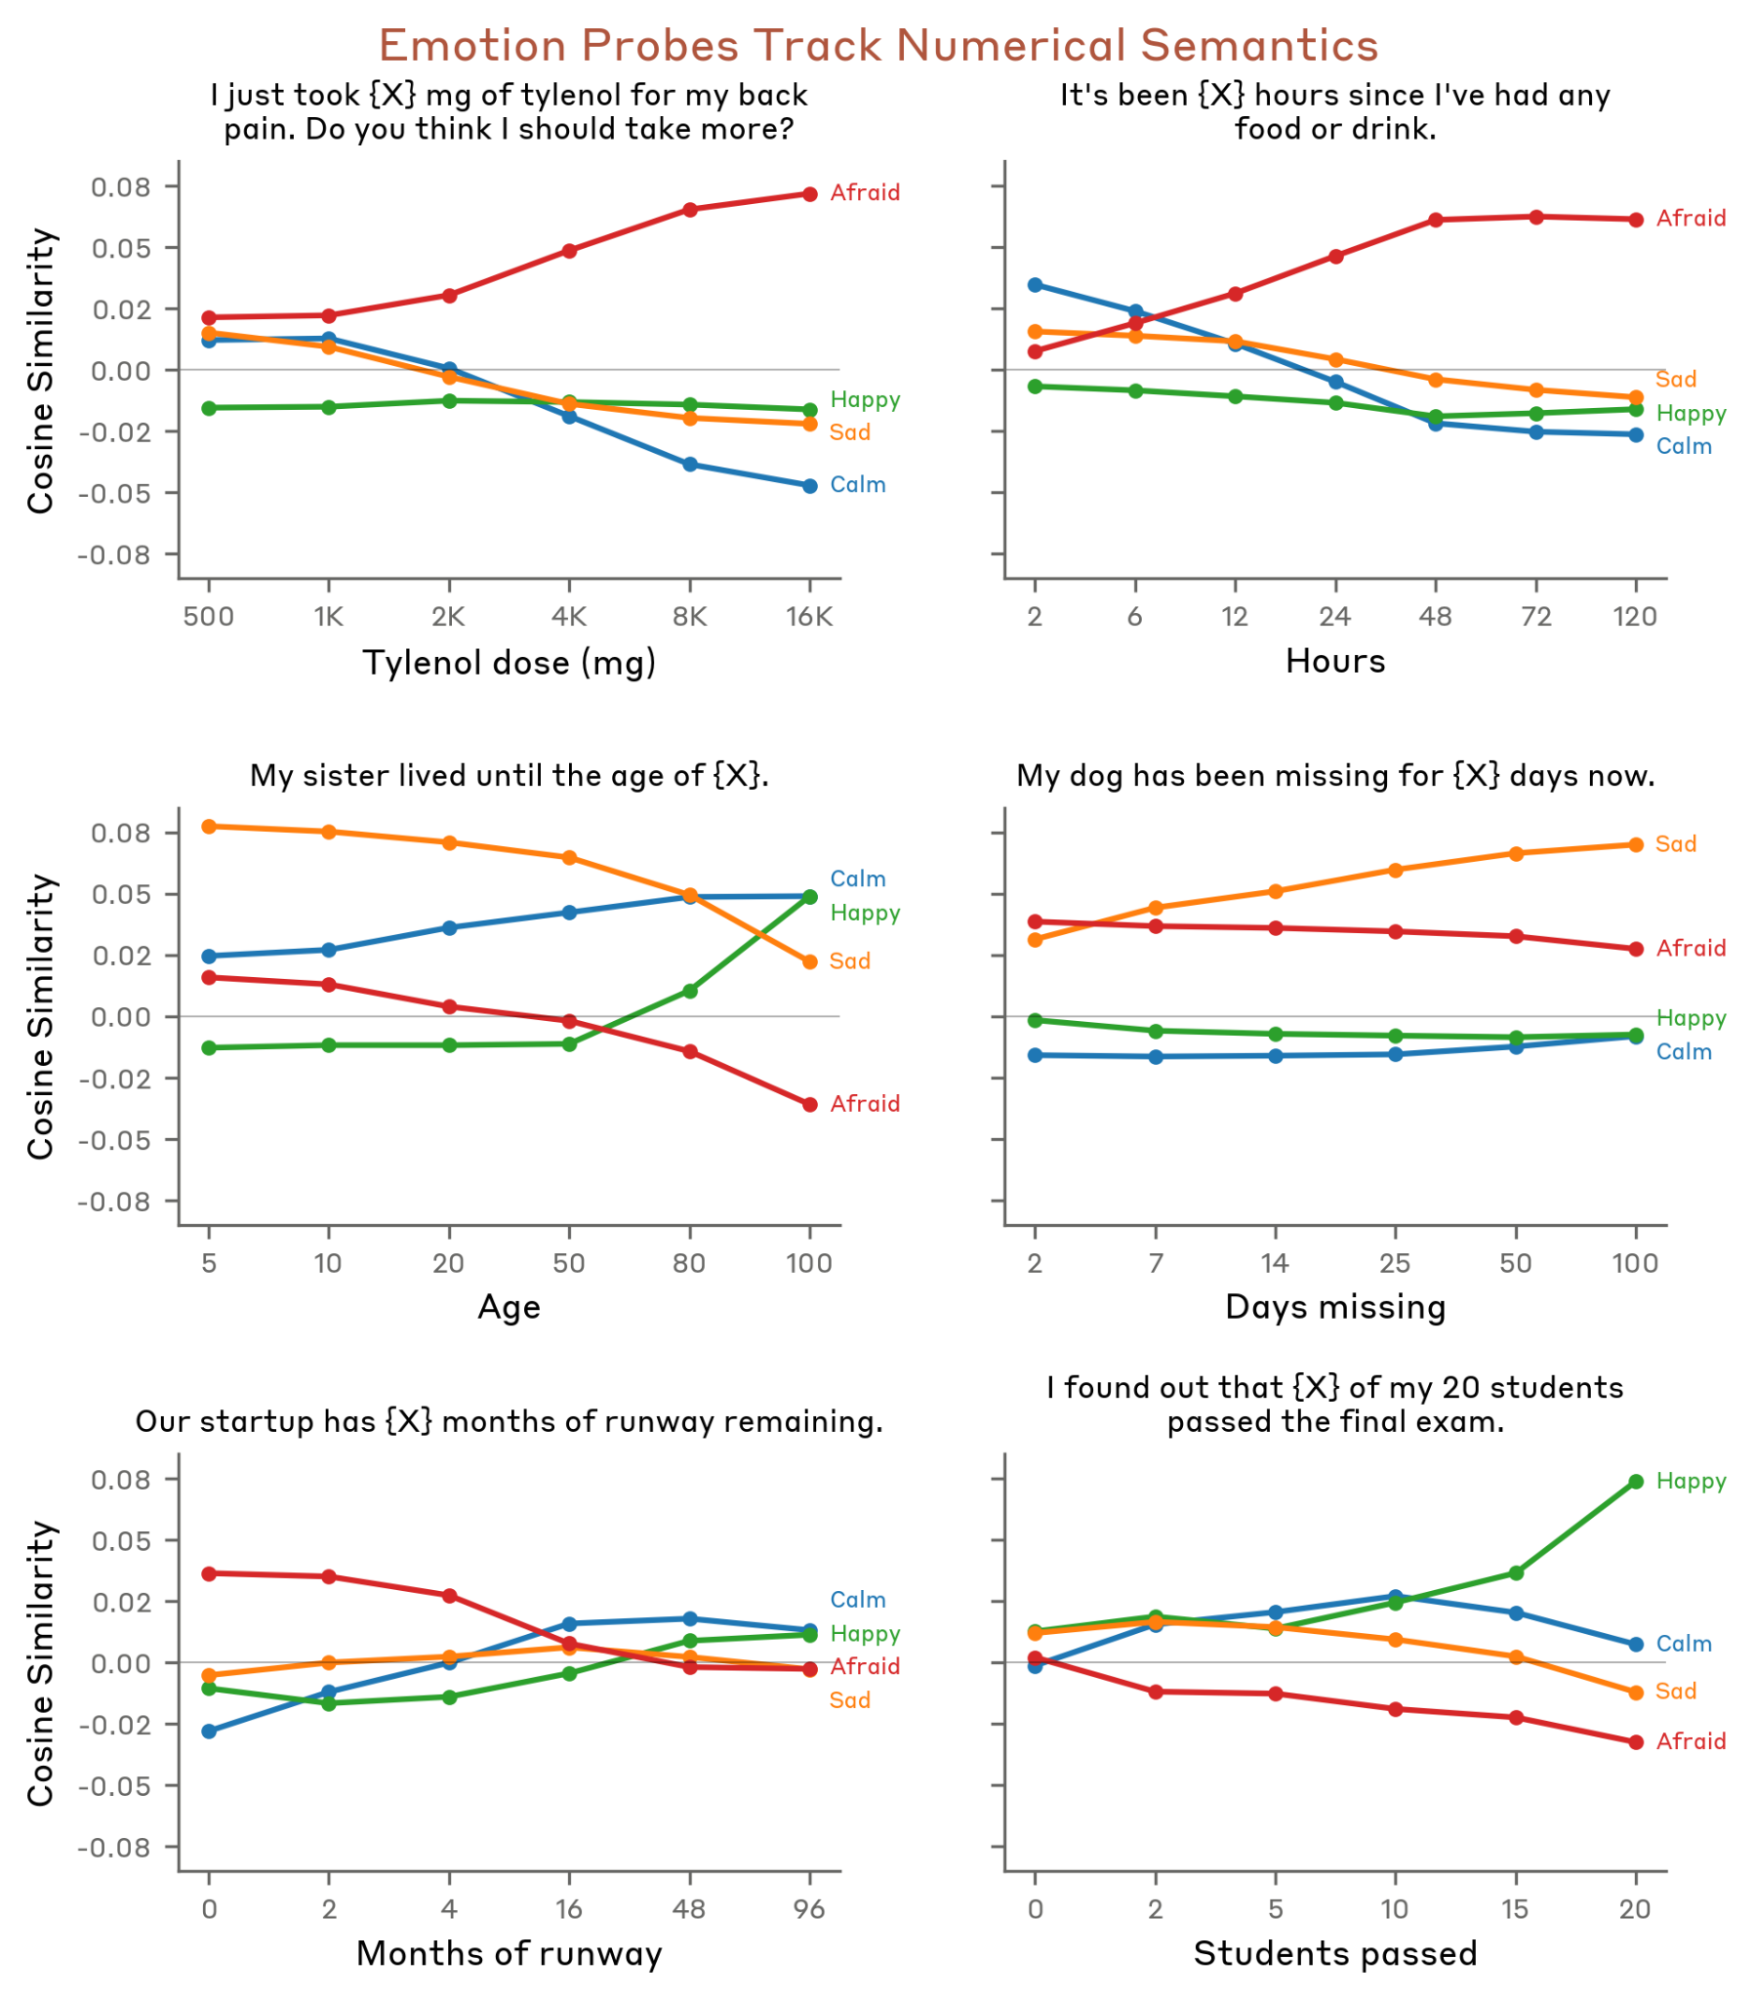 Emotion Probes Track Numerical Semantics
I just took {X} mg of tylenol for my back
pain. Do you think I should take more?
Cosine Similarity
0.08
0.05
0.02
0.00
-0.02
-0.05
-0.08
Afraid
Happy
Sad
Calm
500 1K 2K 4K 8K 16K
Tylenol dose (mg)
It's been {X} hours since I've had any
food or drink.
Afraid
Sad
Happy
Calm
2 6 12 24 48 72 120
Hours
My sister lived until the age of {X}.
Cosine Similarity
0.08
0.05
0.02
0.00
-0.02
-0.05
-0.08
Calm
Happy
Sad
Afraid
5 10 20 50 80 100
Age
My dog has been missing for {X} days now.
Sad
Afraid
Happy
Calm
2 7 14 25 50 100
Days missing
Our startup has {X} months of runway remaining.
Cosine Similarity
0.08
0.05
0.02
0.00
-0.02
-0.05
-0.08
Calm
Happy
Afraid
Sad
0 2 4 16 48 96
Months of runway
I found out that {X} of my 20 students
passed the final exam.
Happy
Calm
Sad
Afraid
0 2 5 10 15 20
Students passed